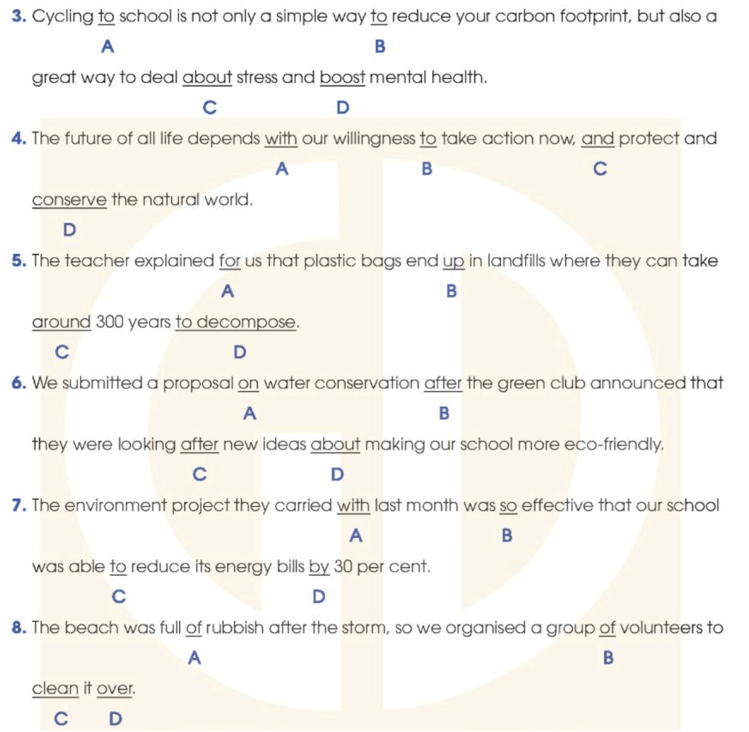 3. Cycling to school is not only a simple way to reduce your carbon footprint, but also a
A B
great way to deal about stress and boost mental health.
C D
4. The future of all life depends with our willingness to take action now, and protect and
A B C
conserve the natural world.
D
5. The teacher explained for us that plastic bags end up in landfills where they can take
A B
around 300 years to decompose.
C D
6. We submitted a proposal on water conservation after the green club announced that
A B
they were looking after new ideas about making our school more eco-friendly.
C D
7. The environment project they carried with last month was so effective that our school
A B
was able to reduce its energy bills by 30 per cent.
C D
8. The beach was full of rubbish after the storm, so we organised a group of volunteers to
A B
clean it over.
C D